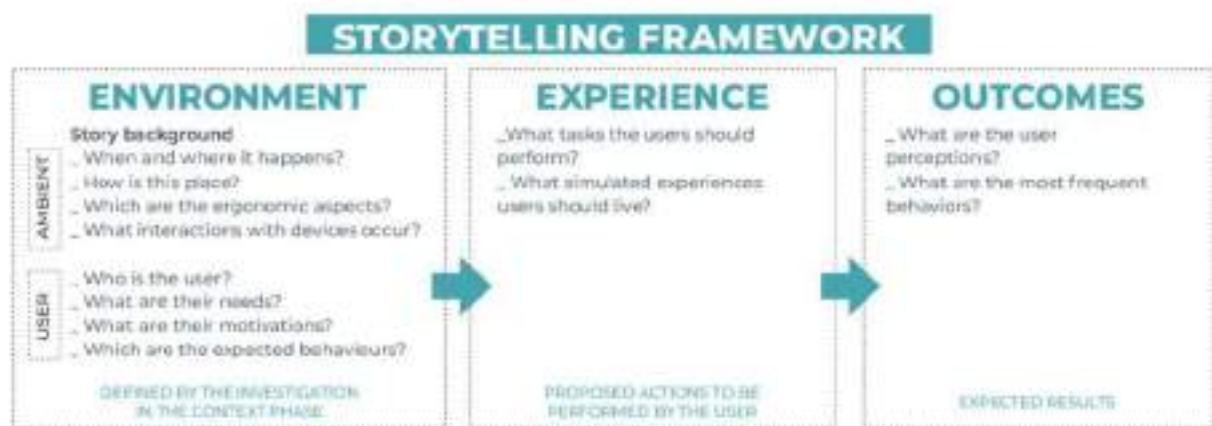 STORYTELLING FRAMEWORK
ENVIRONMENT
Story background
AMBIENT
_ When and where it happens?
_ How is this place?
_ Which are the ergonomic aspects?
_ What interactions with devices occur?
USER
_ Who is the user?
_ What are their needs?
_ What are their motivations?
_ Which are the expected behaviours?
DEFINED BY THE INVESTIGATION
IN THE CONTEXT PHASE
EXPERIENCE
_What tasks the users should
perform?
_ What simulated experiences
users should live?
PROPOSED ACTIONS TO BE
PERFORMED BY THE USER
OUTCOMES
_ What are the user
perceptions?
_ What are the most frequent
behaviors?
EXPECTED RESULTS